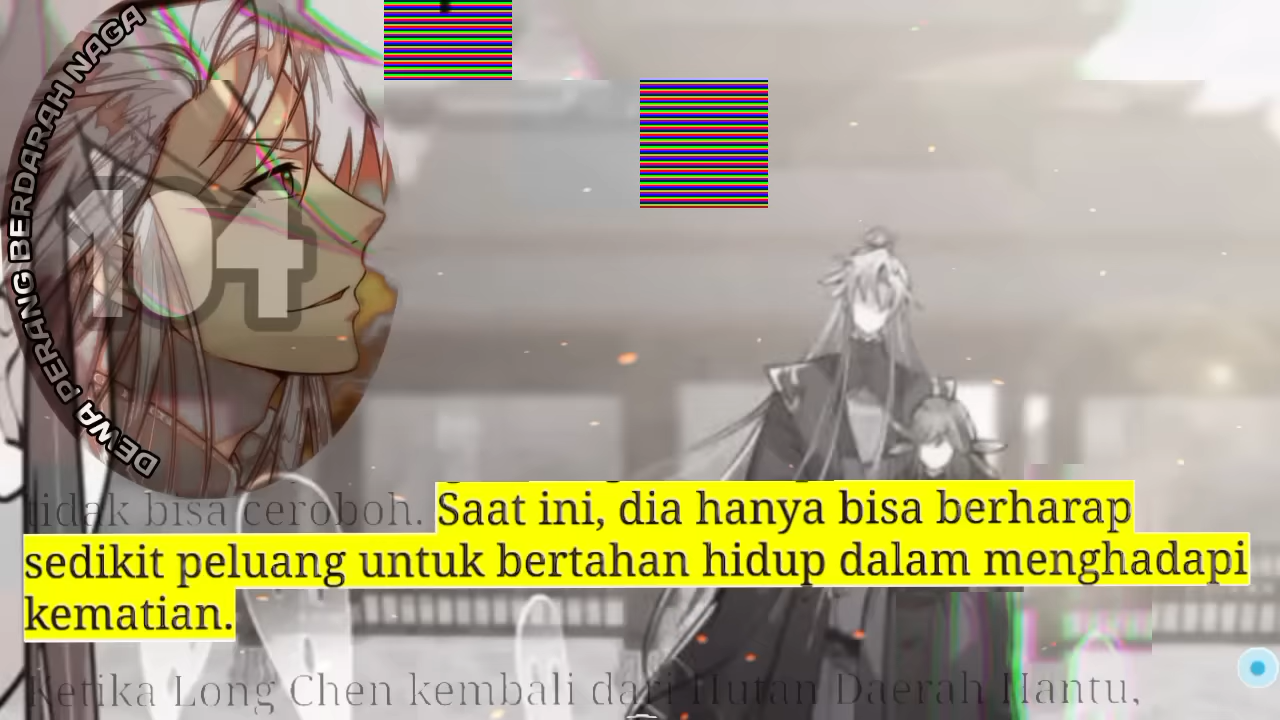 DEWA PERANG BERDARAH NAGA
104
tidak bisa ceroboh. Saat ini, dia hanya bisa berharap
sedikit peluang untuk bertahan hidup dalam menghadapi
kematian.
Ketika Long Chen kembali dari Hutan Daerah Hantu,